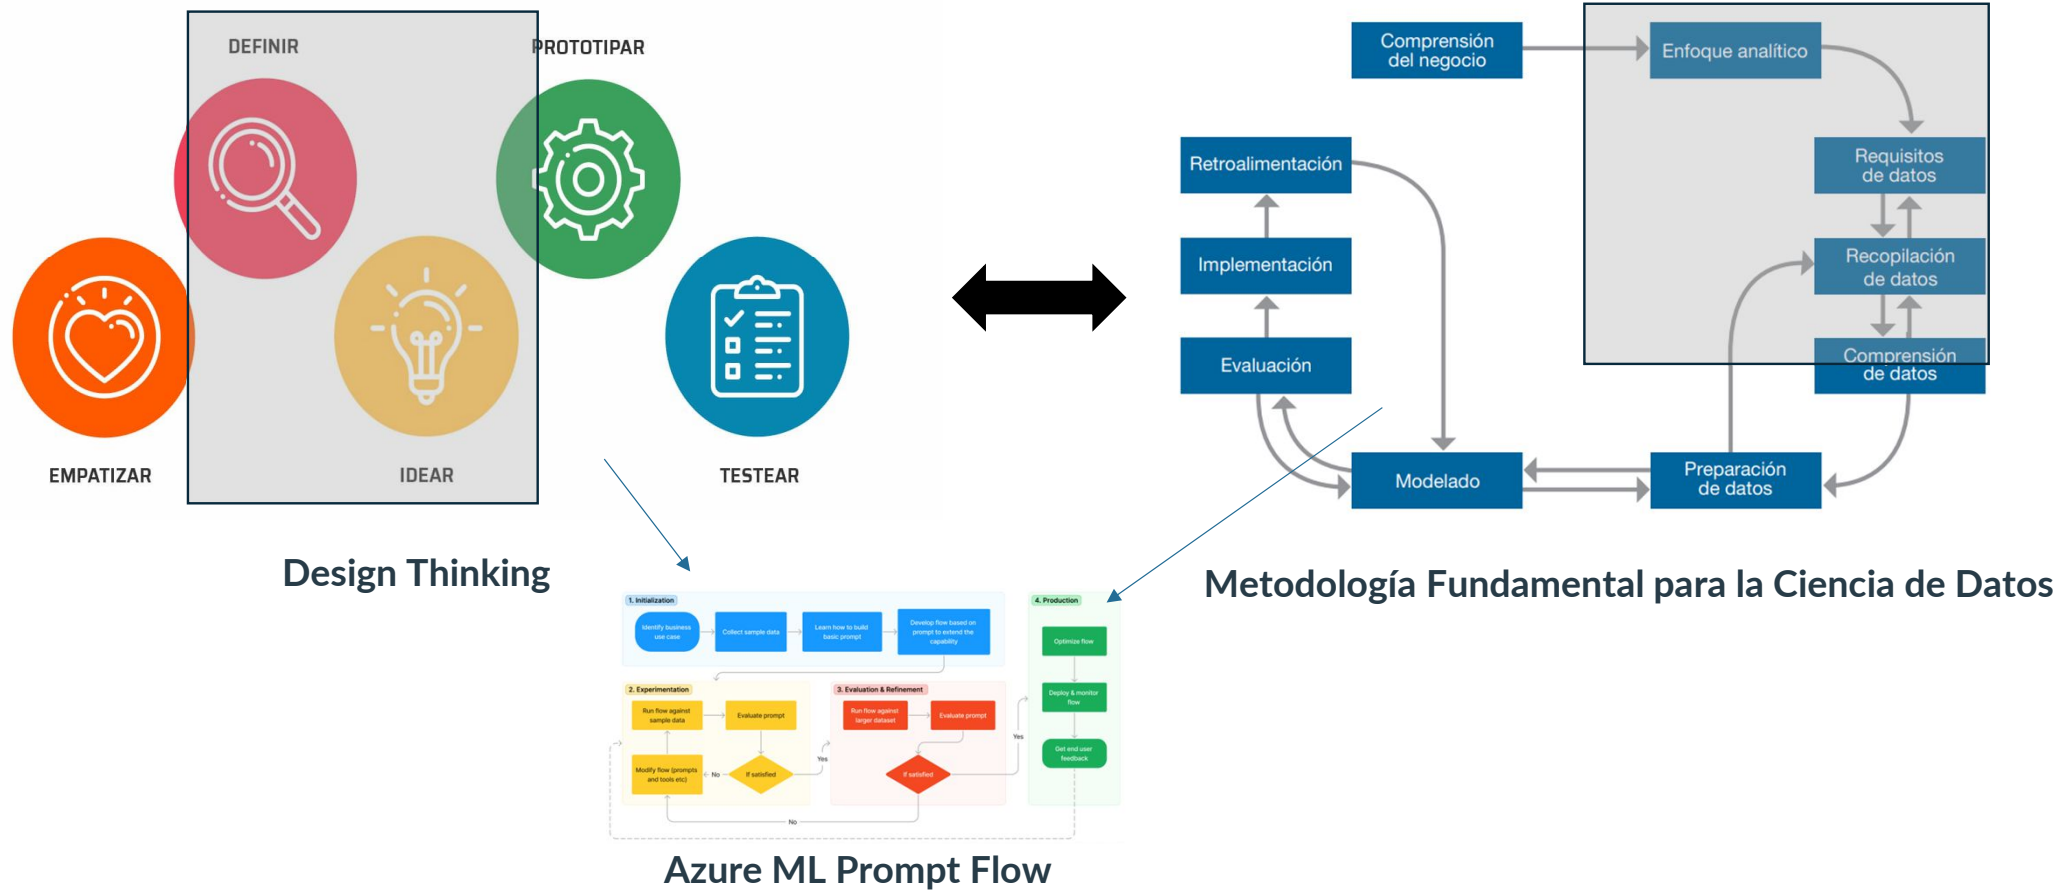 DEFINIR
PROTOTIPAR
EMPATIZAR
IDEAR
TESTEAR
Design Thinking
Comprensión
del negocio
Enfoque analítico
Requisitos
de datos
Recopilación
de datos
Comprensión
de datos
Preparación
de datos
Modelado
Evaluación
Implementación
Retroalimentación
Metodología Fundamental para la Ciencia de Datos
1. Initialization
Identify business
use case
Collect sample data
Learn how to build
basic prompt
Develop flow based on
prompt to extend the
capability
2. Experimentation
Run flow against
sample data
Evaluate prompt
Modify flow (prompts
and tools etc)
No
If satisfied
Yes
3. Evaluation & Refinement
Run flow against
larger dataset
Evaluate prompt
If satisfied
Yes
No
4. Production
Optimize flow
Deploy & monitor
flow
Get end user
feedback
Azure ML Prompt Flow